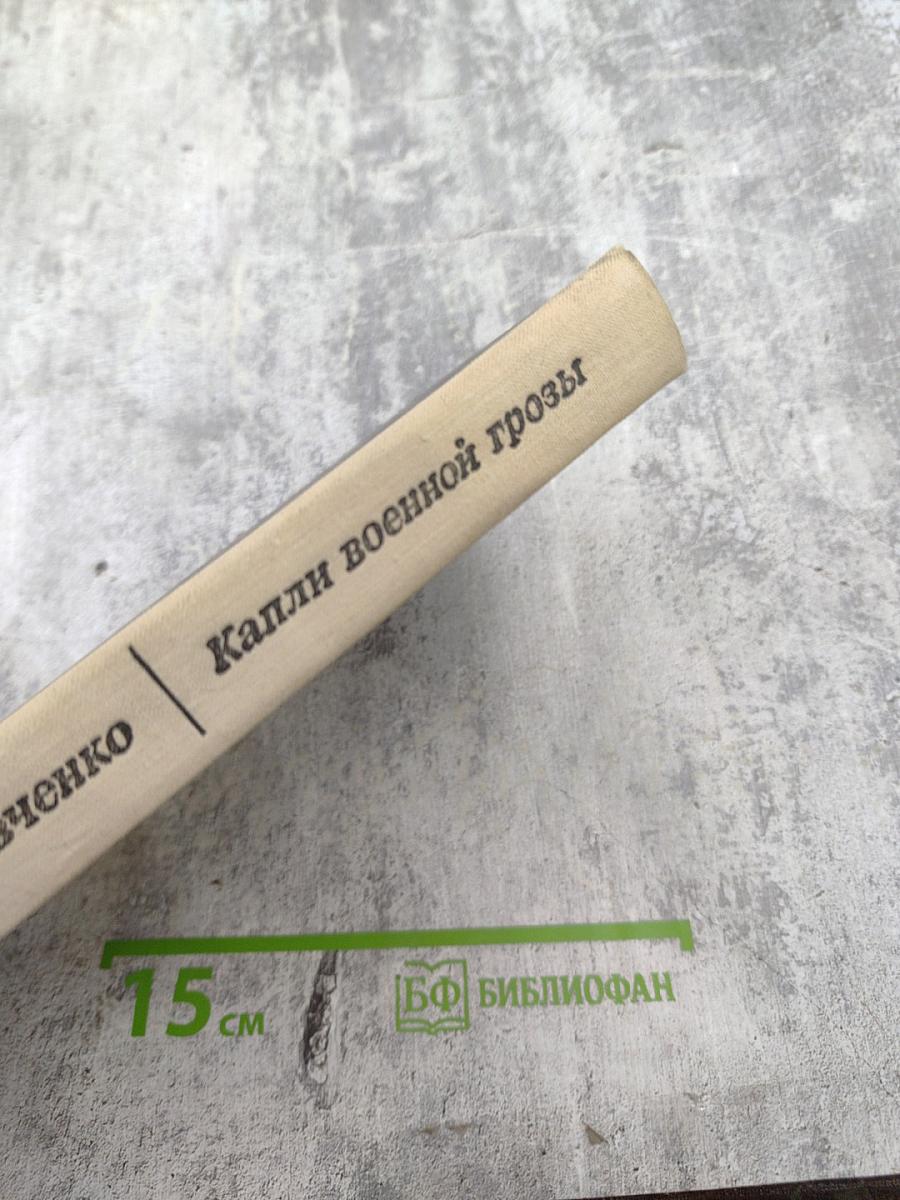 вченко | Капли военной грозы
15 см
БФ БИБЛИОФАН